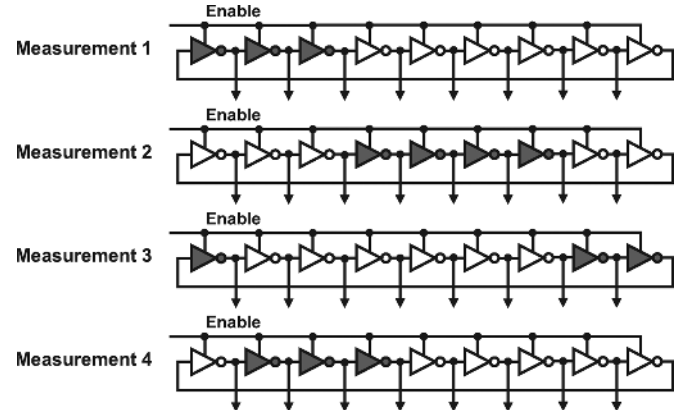 Enable
Measurement 1
Enable
Measurement 2
Enable
Measurement 3
Enable
Measurement 4